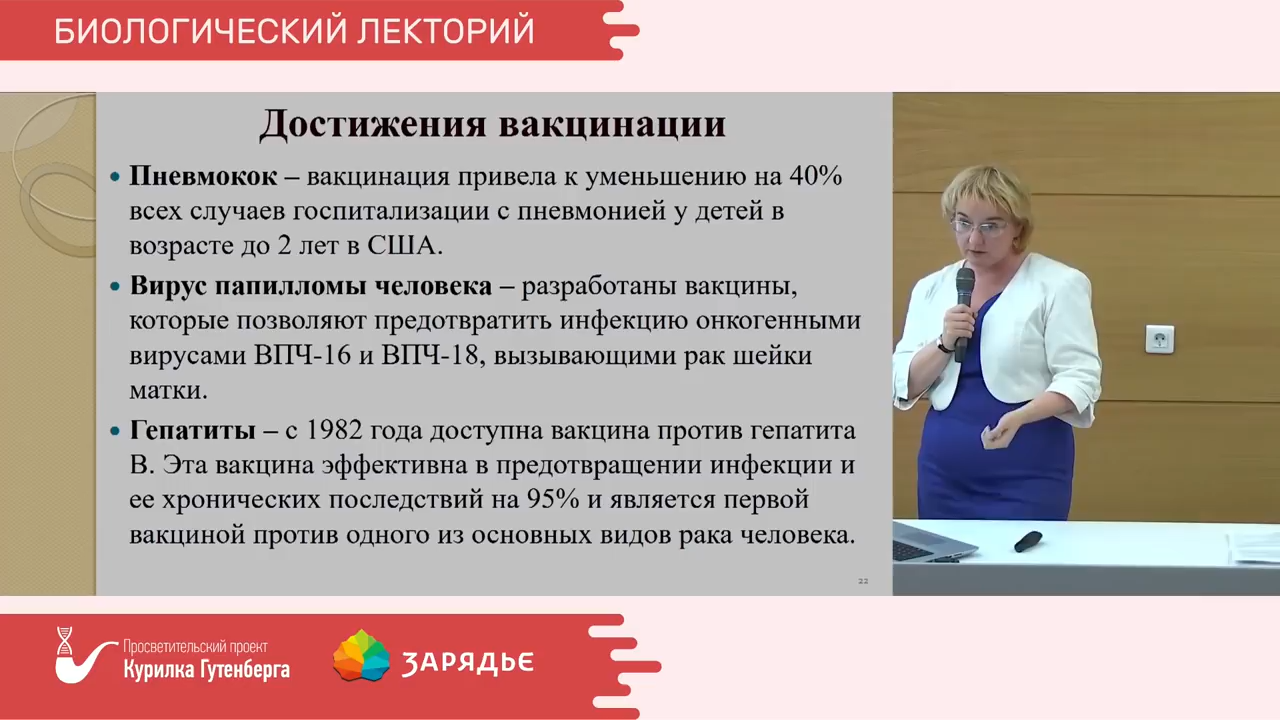 БИОЛОГИЧЕСКИЙ ЛЕКТОРИЙ
Достижения вакцинации
• Пневмокок – вакцинация привела к уменьшению на 40%
всех случаев госпитализации с пневмонией у детей в
возрасте до 2 лет в США.
• Вирус папилломы человека – разработаны вакцины,
которые позволяют предотвратить инфекцию онкогенными
вирусами ВПЧ-16 и ВПЧ-18, вызывающими рак шейки
матки.
• Гепатиты – с 1982 года доступна вакцина против гепатита
В. Эта вакцина эффективна в предотвращении инфекции и
ее хронических последствий на 95% и является первой
вакциной против одного из основных видов рака человека.
22
Просветительский проект
Курилка Гутенберга
ЗАРЯДЬЕ